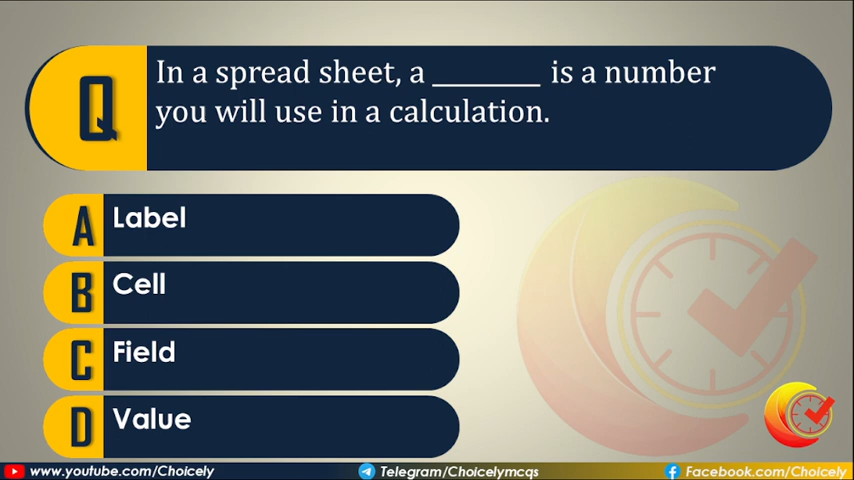 Q
In a spread sheet, a ________ is a number
you will use in a calculation.
A Label
B Cell
C Field
D Value
www.youtube.com/Choicely Telegram/Choicelymcqs Facebook.com/Choicely